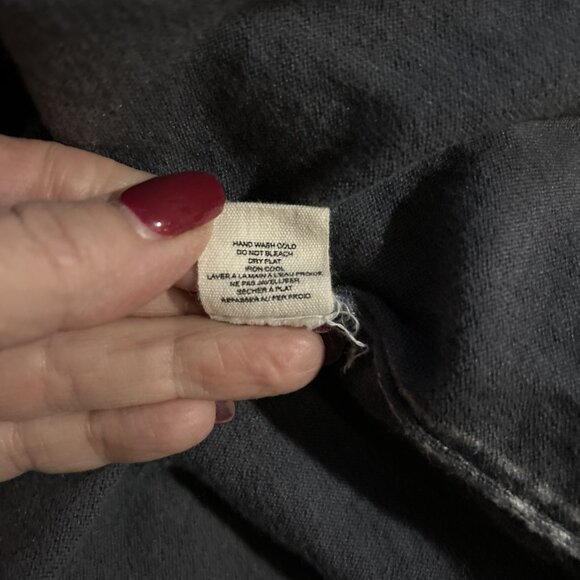 HAND WASH COLD
DO NOT BLEACH
DRY FLAT
IRON COOL
LAVER A LA MAIN A L'EAU FROIDE
NE PAS JAVELLISER
SÉCHER À PLAT
REPASSER AU FER FROID